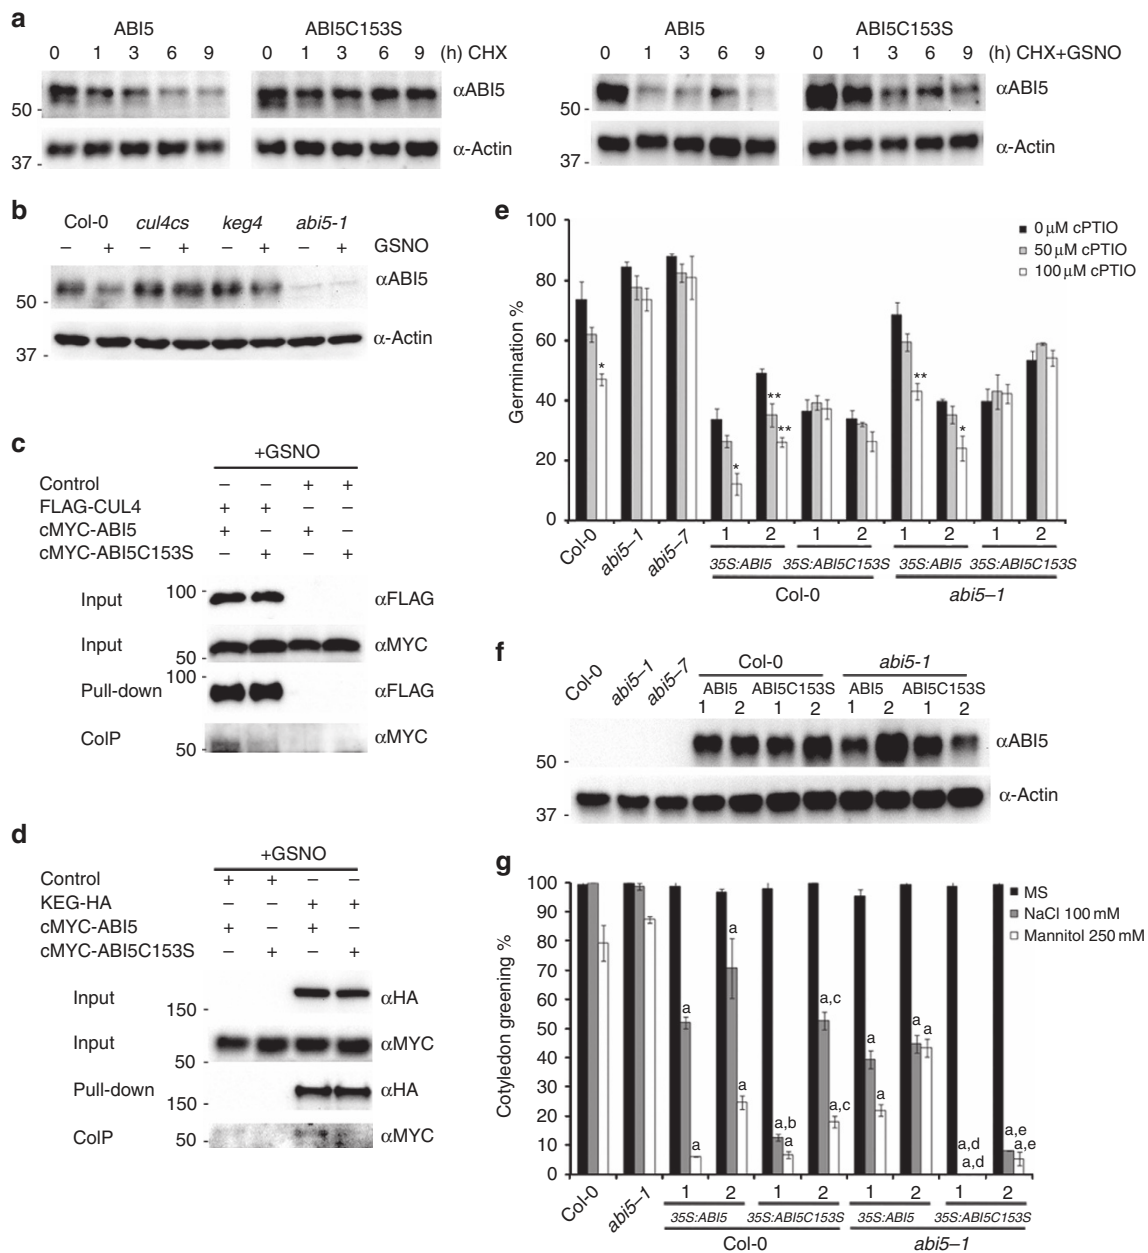 a
ABI5 ABI5C153S
0 1 3 6 9 0 1 3 6 9 (h) CHX
50 - αABI5
37 - α-Actin
ABI5 ABI5C153S
0 1 3 6 9 0 1 3 6 9 (h) CHX+GSNO
50 - αABI5
37 - α-Actin
b
Col-0 cul4cs keg4 abi5-1
– + – + – + – + GSNO
50 - αABI5
37 - α-Actin
c
+GSNO
Control – – + +
FLAG-CUL4 + + – –
cMYC-ABI5 + – + –
cMYC-ABI5C153S – + – +
Input 100 - αFLAG
Input 50 - αMYC
Pull-down 100 - αFLAG
CoIP 50 - αMYC
d
+GSNO
Control + + – –
KEG-HA – – + +
cMYC-ABI5 + – + –
cMYC-ABI5C153S – + – +
Input 150 - αHA
Input 50 - αMYC
Pull-down 150 - αHA
CoIP 50 - αMYC
e
Germination %
100
80
60
40
20
0
0 μM cPTIO
50 μM cPTIO
100 μM cPTIO
* * ** ** ** *
Col-0 abi5–1 abi5–7 1 2 1 2 1 2 1 2
35S:ABI5 35S:ABI5C153S 35S:ABI5 35S:ABI5C153S
Col-0 abi5–1
f
Col-0 abi5–1 abi5–7
Col-0 abi5-1
ABI5 ABI5C153S ABI5 ABI5C153S
1 2 1 2 1 2 1 2
50 - αABI5
37 - α-Actin
g
Cotyledon greening %
100
90
80
70
60
50
40
30
20
10
0
MS
NaCl 100 mM
Mannitol 250 mM
a a a a a,b a a,c a,c a a a a a,d a,d a,e a,e
Col-0 abi5–1 1 2 1 2 1 2 1 2
35S:ABI5 35S:ABI5C153S 35S:ABI5 35S:ABI5C153S
Col-0 abi5–1